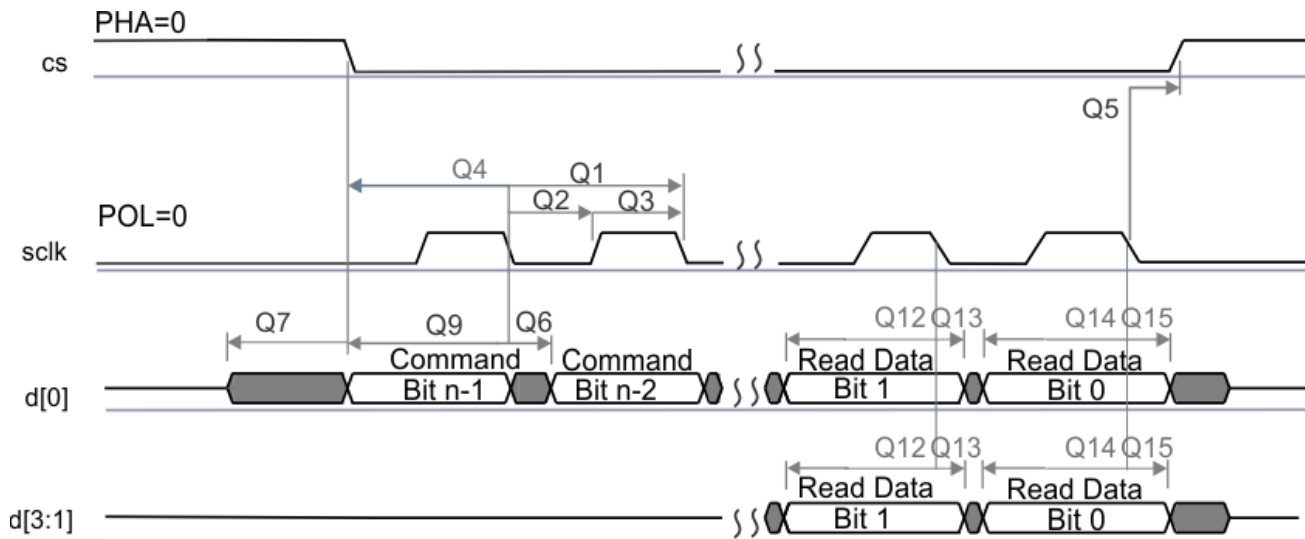 PHA=0
cs
Q5
Q4 Q1
Q2 Q3
POL=0
sclk
Q7 Q9 Q6 Q12 Q13 Q14 Q15
Command Command Read Data Read Data
d[0] Bit n-1 Bit n-2 Bit 1 Bit 0
Q12 Q13 Q14 Q15
Read Data Read Data
d[3:1] Bit 1 Bit 0